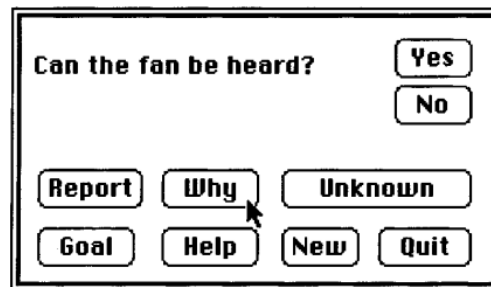 Can the fan be heard?
Yes
No
Report Why Unknown
Goal Help New Quit